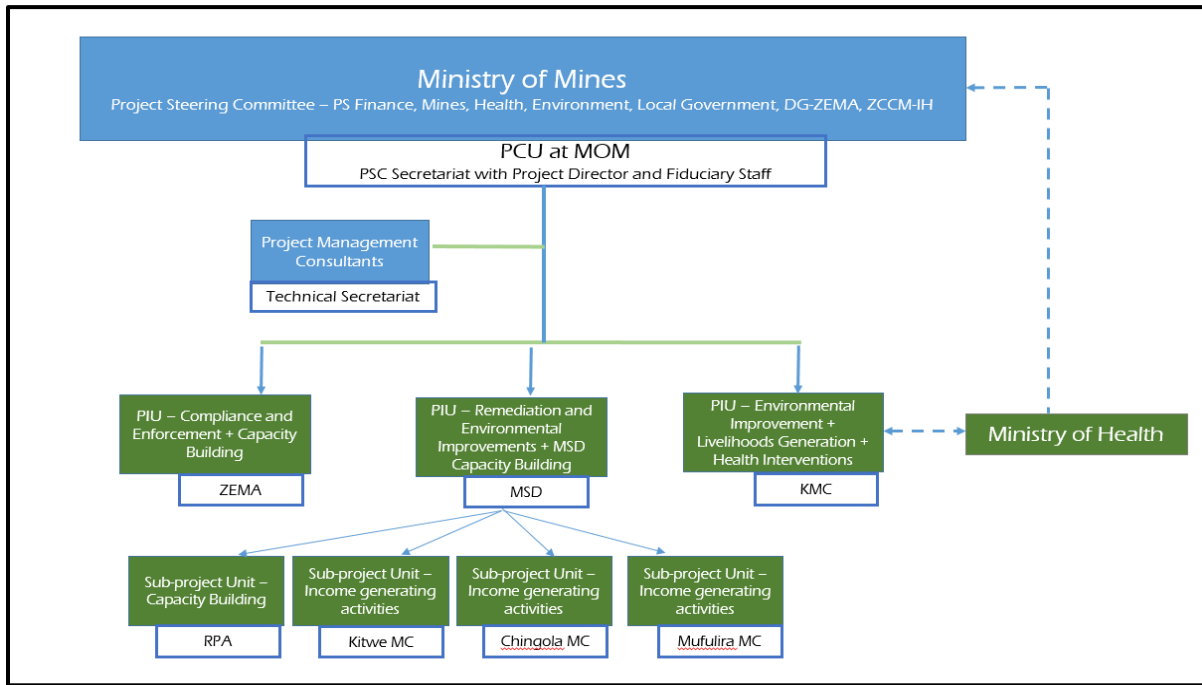 Ministry of Mines
Project Steering Committee – PS Finance, Mines, Health, Environment, Local Government, DG-ZEMA, ZCCM-IH
PCU at MOM
PSC Secretariat with Project Director and Fiduciary Staff
Project Management
Consultants
Technical Secretariat
PIU – Compliance and
Enforcement + Capacity
Building
ZEMA
PIU – Remediation and
Environmental
Improvements + MSD
Capacity Building
MSD
PIU – Environmental
Improvement +
Livelihoods Generation +
Health Interventions
KMC
Ministry of Health
Sub-project Unit –
Capacity Building
RPA
Sub-project Unit –
Income generating
activities
Kitwe MC
Sub-project Unit –
Income generating
activities
Chingola MC
Sub-project Unit –
Income generating
activities
Mufulira MC